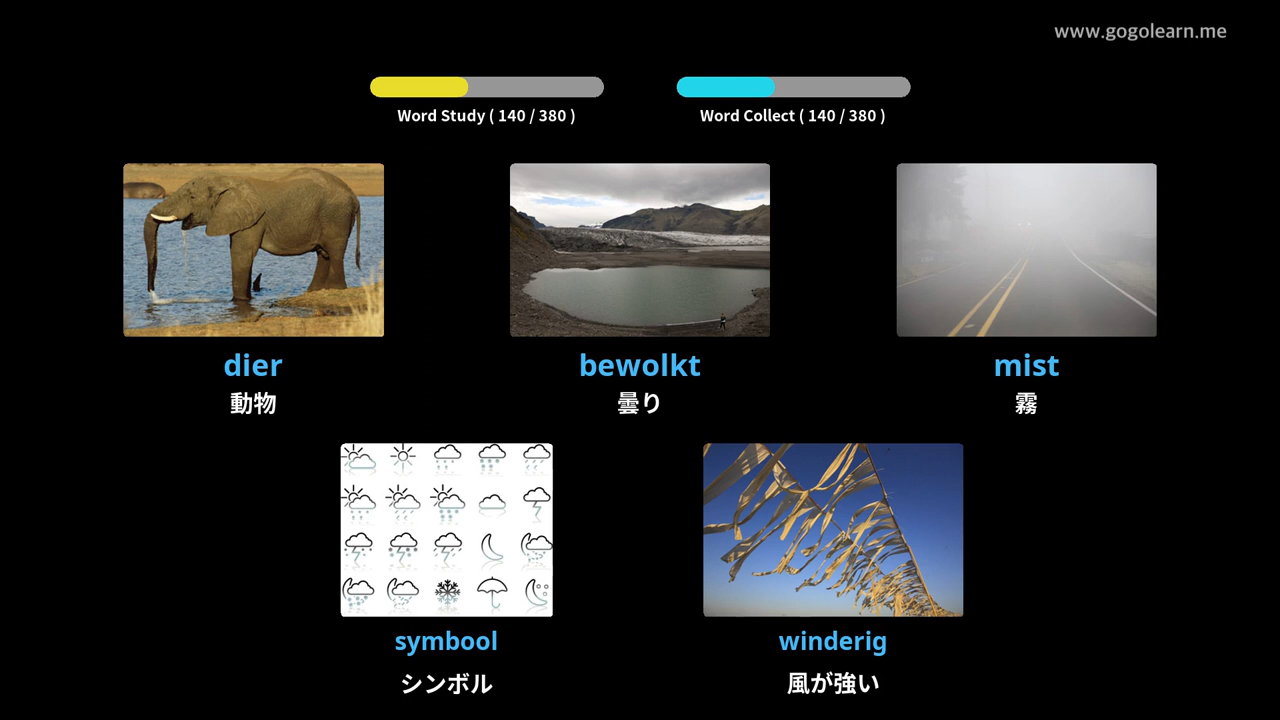 www.gogolearn.me
Word Study ( 140 / 380 )
Word Collect ( 140 / 380 )
dier
動物
bewolkt
曇り
mist
霧
symbool
シンボル
winderig
風が強い